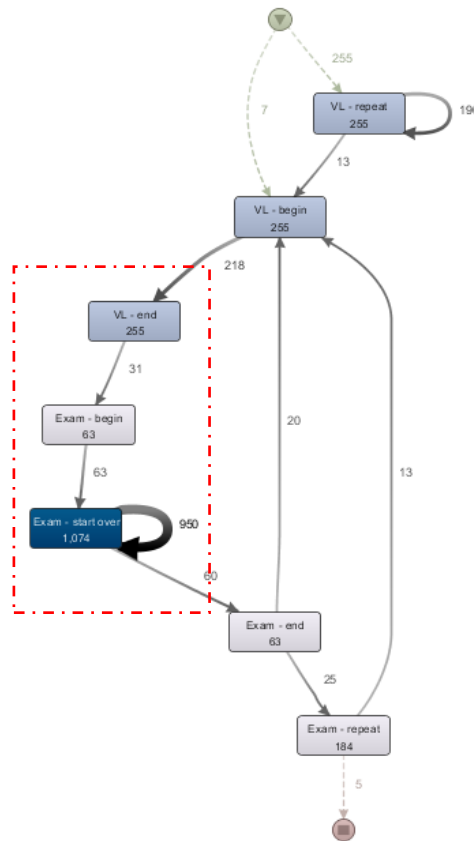 255
7
VL - repeat
255
13
VL - begin
255
218
VL - end
255
31
Exam - begin
63
20
13
63
Exam - start over
1,074
950
60
Exam - end
63
25
Exam - repeat
184
5